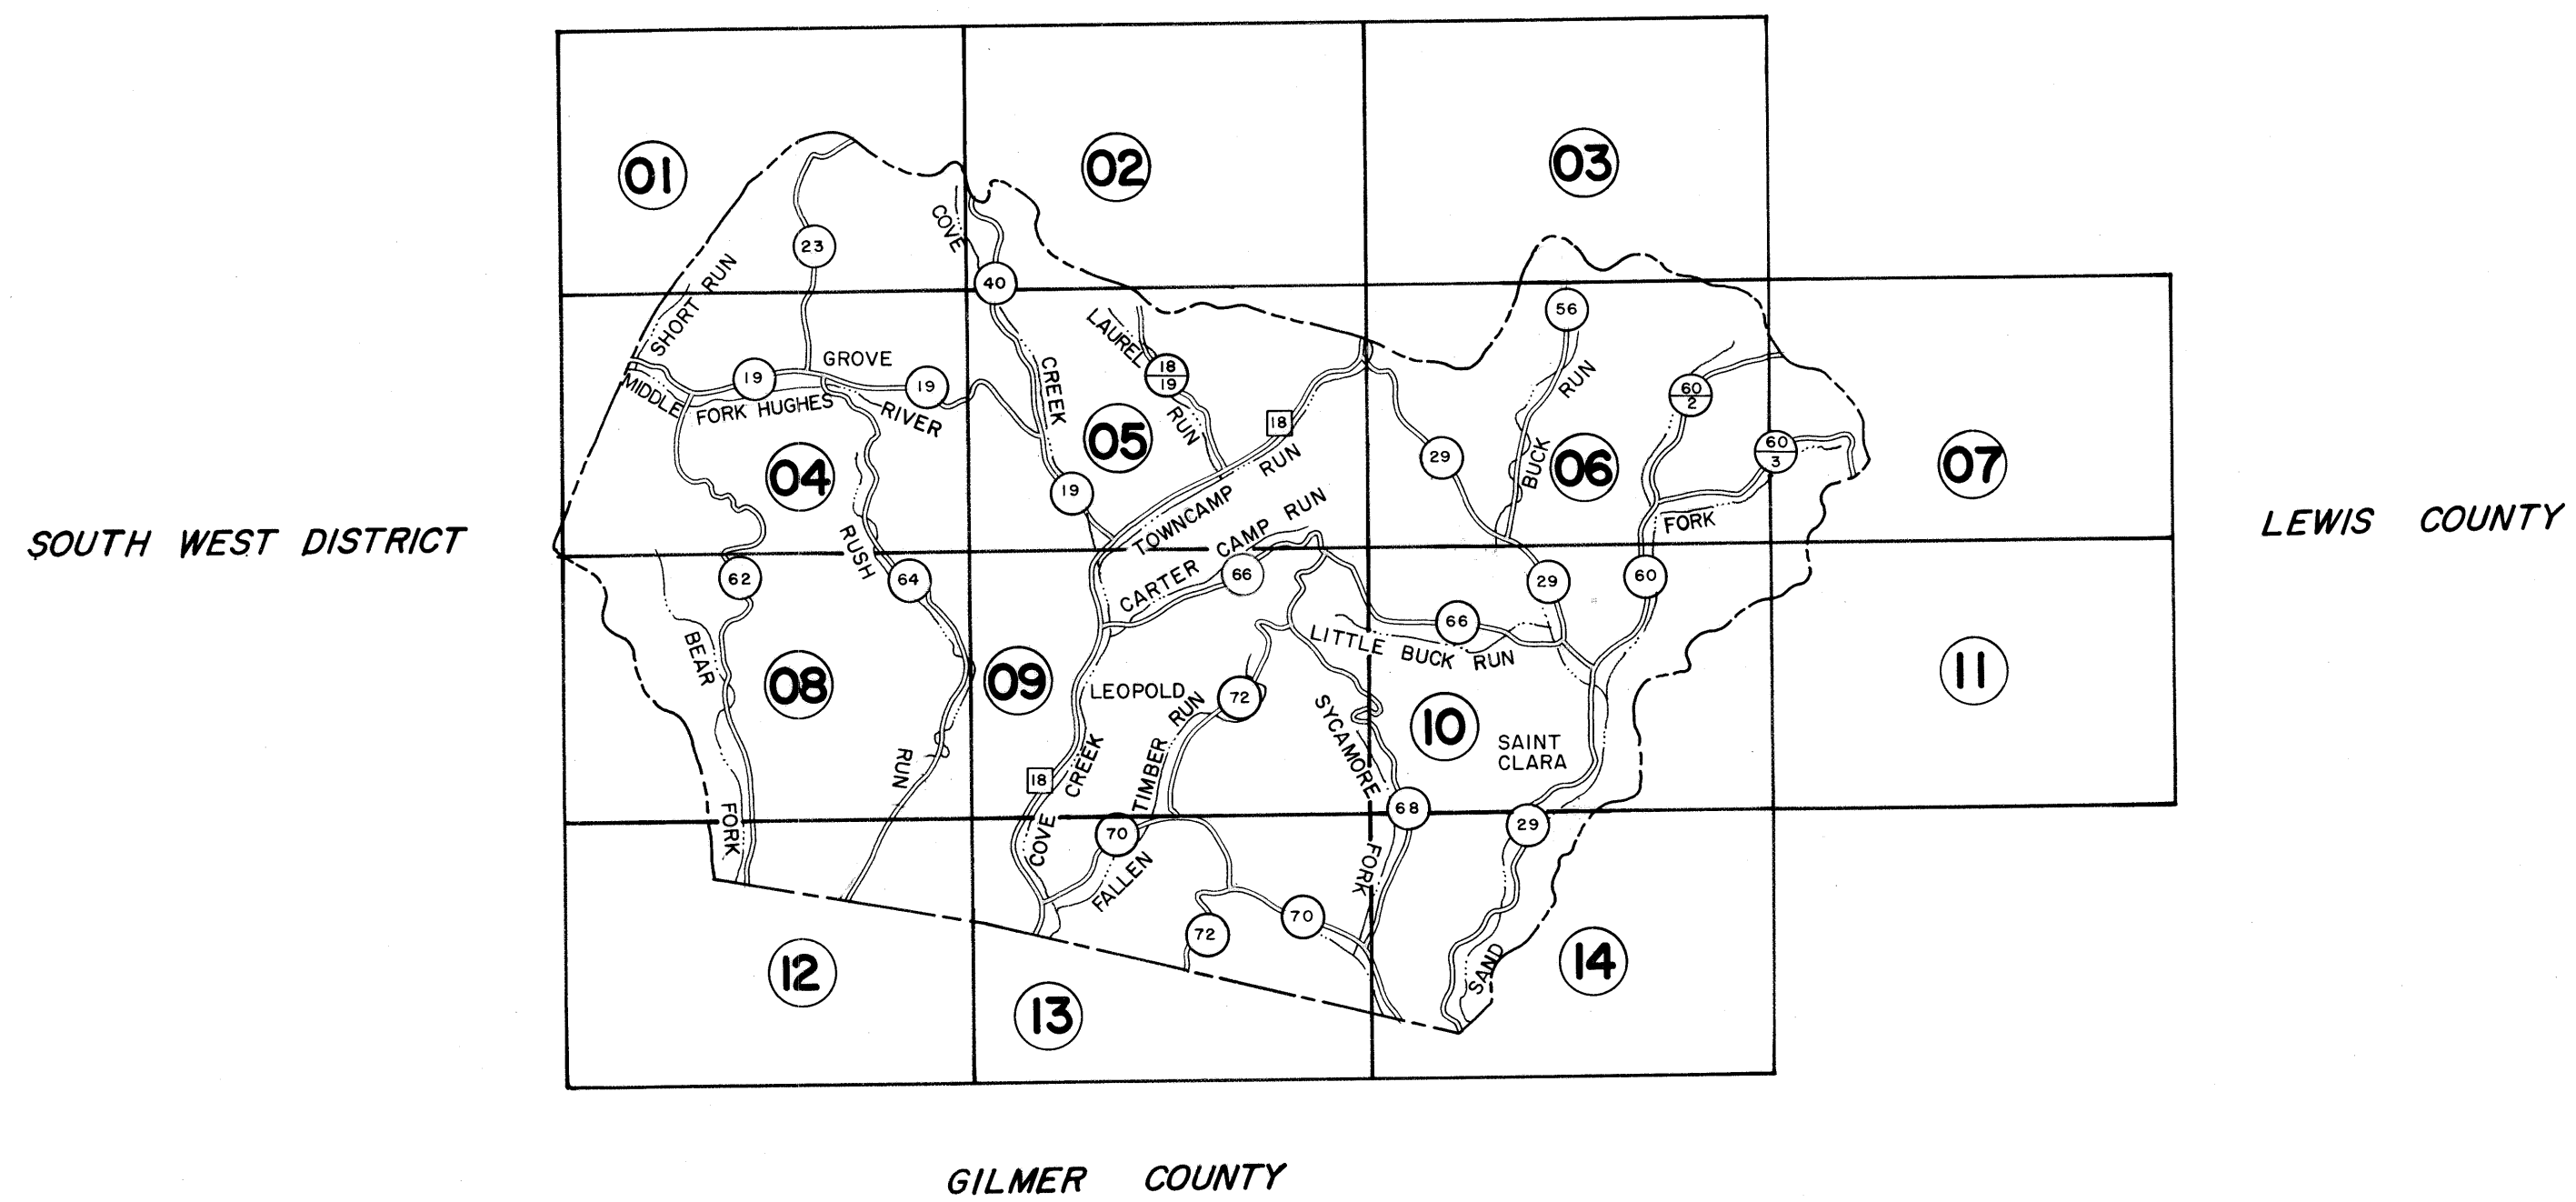 01
02
03
COVE
23
SHORT RUN
40
56
LAUREL
GROVE
18
19
60
2
19
19
MIDDLE
FORK HUGHES
RIVER
CREEK
RUN
18
RUN
60
3
29
BUCK
04
05
06
07
19
TOWNCAMP RUN
FORK
SOUTH WEST DISTRICT
LEWIS COUNTY
RUSH
CARTER CAMP RUN
62
64
66
29
60
66
LITTLE BUCK RUN
BEAR
08
09
LEOPOLD
72
10
11
TIMBER RUN
SYCAMORE
SAINT
CLARA
RUN
18
CREEK
68
FORK
COVE
70
29
FALLEN
FORK
72
70
SAND
12
13
14
GILMER COUNTY